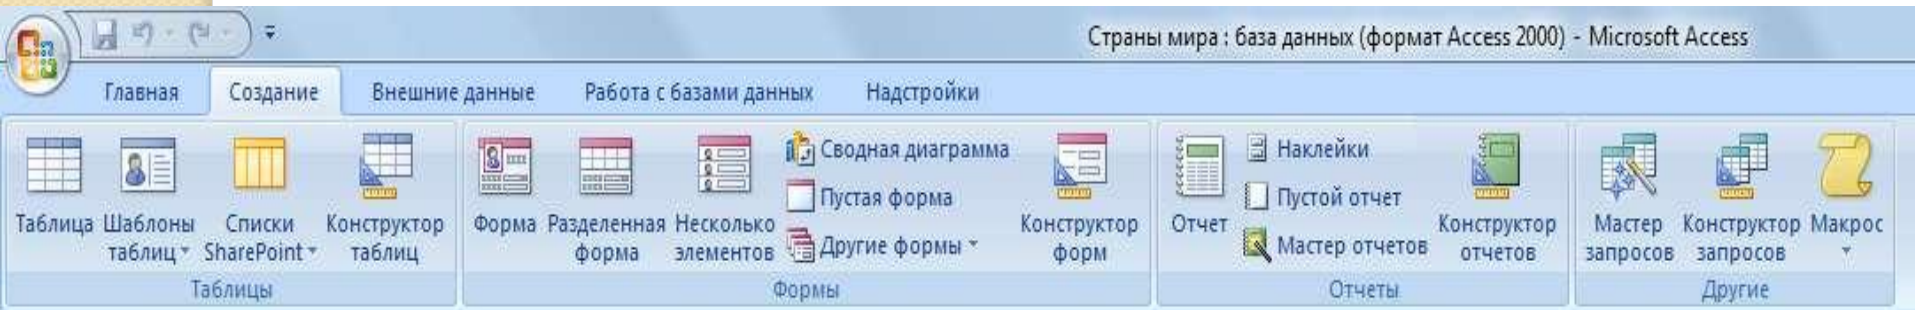 Страны мира : база данных (формат Access 2000) - Microsoft Access
Главная
Создание
Внешние данные
Работа с базами данных
Надстройки
Таблица
Шаблоны
таблиц
Списки
SharePoint
Конструктор
таблиц
Таблицы
Форма
Разделенная
форма
Несколько
элементов
Сводная диаграмма
Пустая форма
Другие формы
Конструктор
форм
Формы
Отчет
Наклейки
Пустой отчет
Мастер отчетов
Конструктор
отчетов
Отчеты
Мастер
запросов
Конструктор
запросов
Макрос
Другие